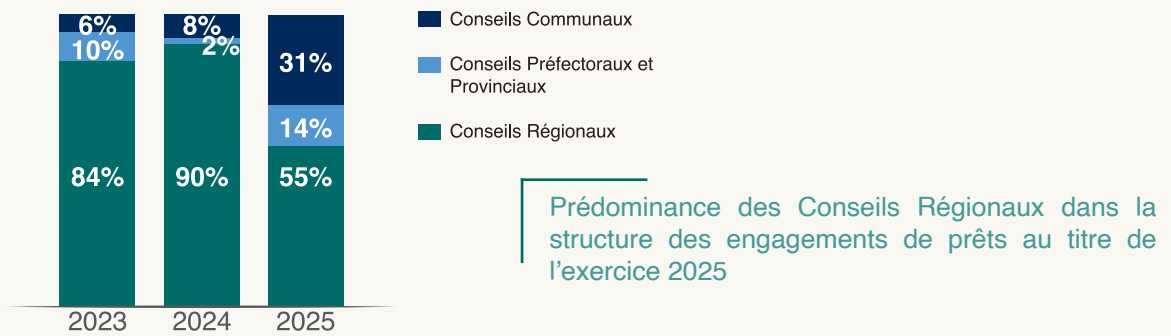 6%
10%
84%
8%
2%
90%
31%
14%
55%
2023
2024
2025
Conseils Communaux
Conseils Préfectoraux et
Provinciaux
Conseils Régionaux
Prédominance des Conseils Régionaux dans la
structure des engagements de prêts au titre de
l’exercice 2025